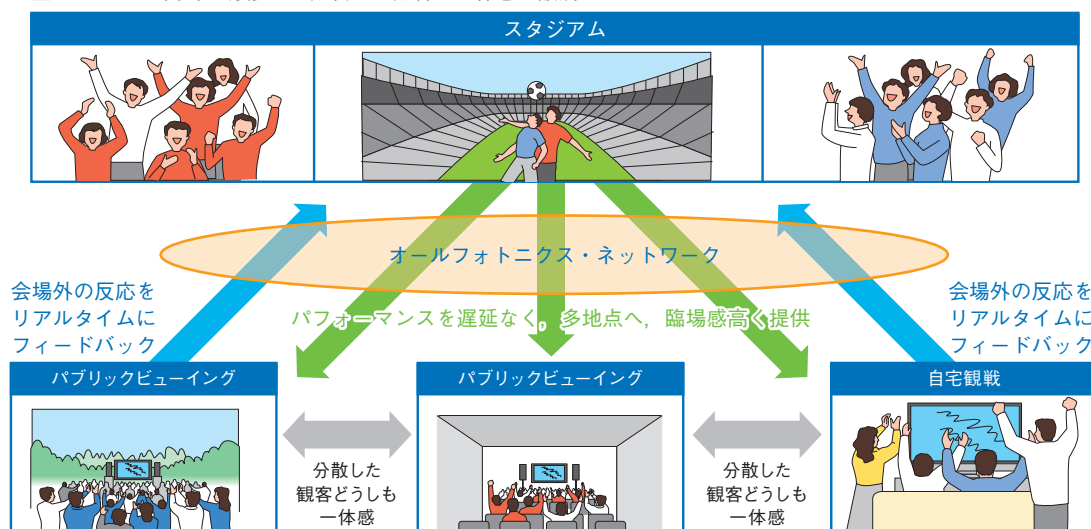 スタジアム
オールフォトニクス・ネットワーク
会場外の反応を
リアルタイムに
フィードバック
パフォーマンスを遅延なく，多地点へ，臨場感高く提供
会場外の反応を
リアルタイムに
フィードバック
パブリックビューイング
パブリックビューイング
自宅観戦
分散した
観客どうしも
一体感
分散した
観客どうしも
一体感